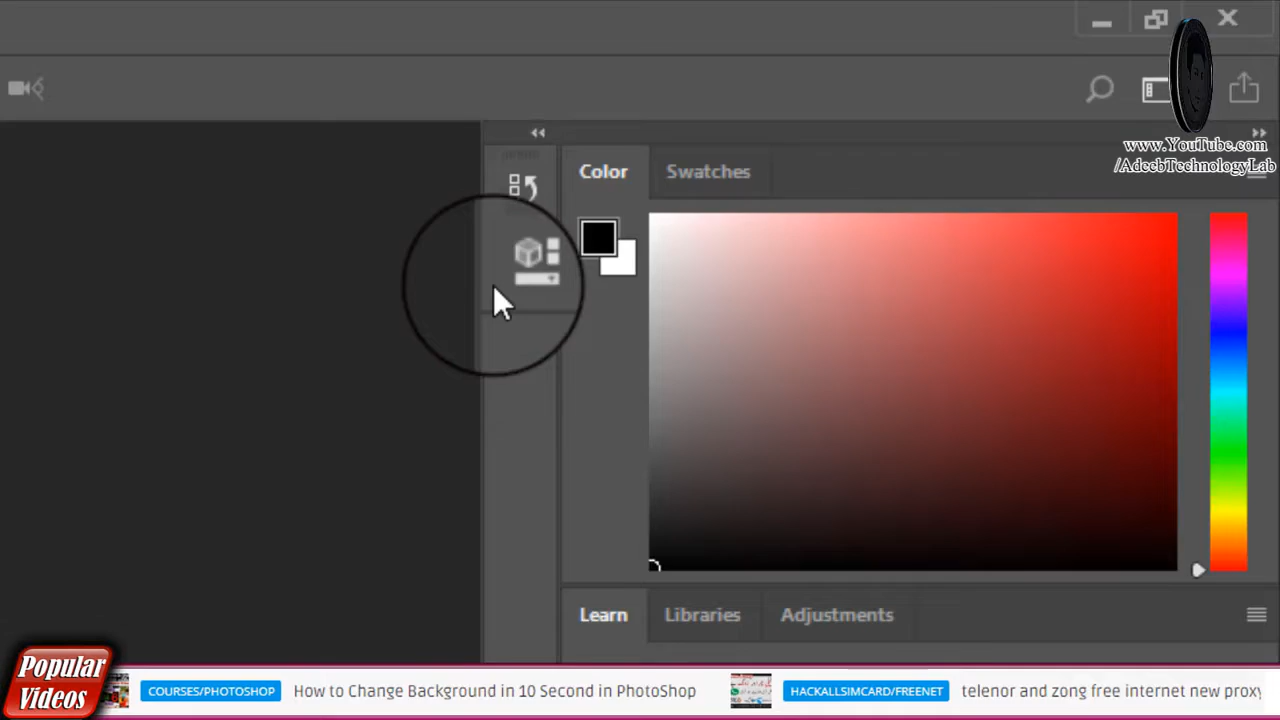 www.YouTube.com
/AdeebTechnologyLab
Color
Swatches
Learn
Libraries
Adjustments
Popular
Videos
COURSES/PHOTOSHOP
How to Change Background in 10 Second in PhotoShop
HACKALLSIMCARD/FREENET
telenor and zong free internet new proxy